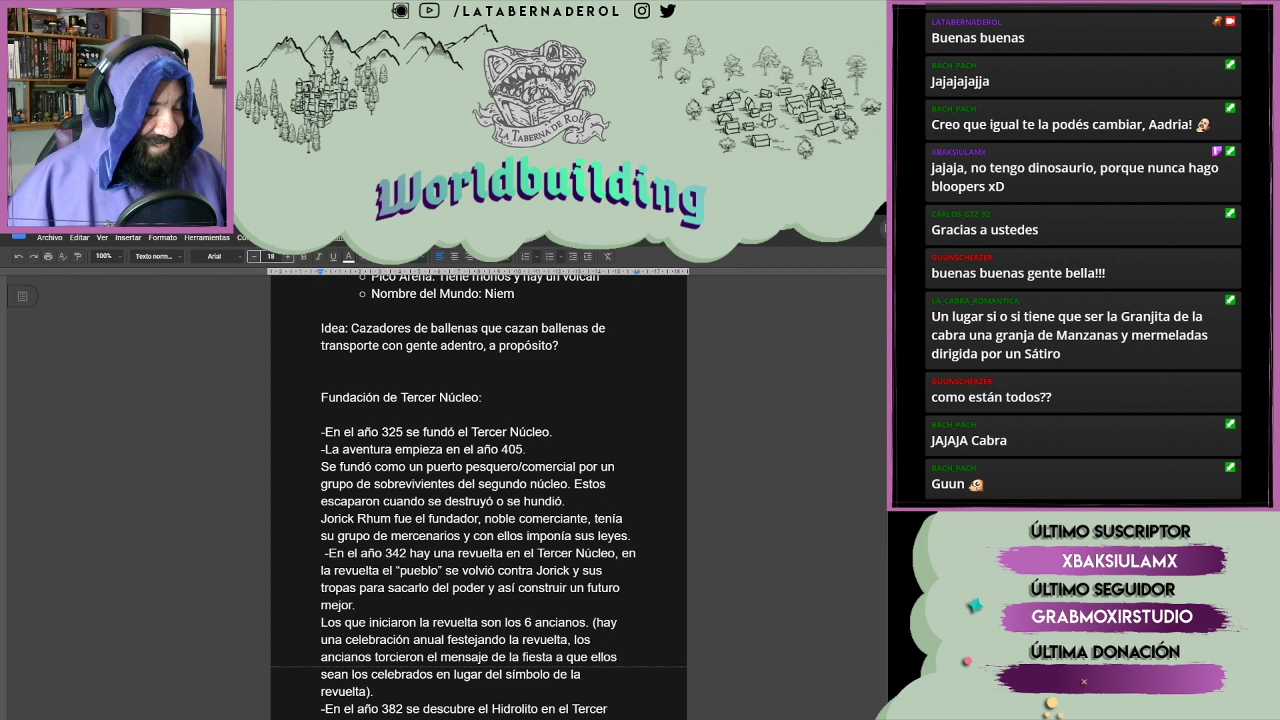 /LATABERNADEROL
LA TABERNA DE ROL
Worldbuilding
Archivo Editar Ver Insertar Formato Herramientas
100% Texto norm... Arial 18
Pico Arena: Tiene monos y hay un volcán
Nombre del Mundo: Niem
Idea: Cazadores de ballenas que cazan ballenas de
transporte con gente adentro, a propósito?
Fundación de Tercer Núcleo:
-En el año 325 se fundó el Tercer Núcleo.
-La aventura empieza en el año 405.
Se fundó como un puerto pesquero/comercial por un
grupo de sobrevivientes del segundo núcleo. Estos
escaparon cuando se destruyó o se hundió.
Jorick Rhum fue el fundador, noble comerciante, tenía
su grupo de mercenarios y con ellos imponía sus leyes.
-En el año 342 hay una revuelta en el Tercer Núcleo, en
la revuelta el “pueblo” se volvió contra Jorick y sus
tropas para sacarlo del poder y así construir un futuro
mejor.
Los que iniciaron la revuelta son los 6 ancianos. (hay
una celebración anual festejando la revuelta, los
ancianos torcieron el mensaje de la fiesta a que ellos
sean los celebrados en lugar del símbolo de la
revuelta).
-En el año 382 se descubre el Hidrolito en el Tercer
LATABERNADEROL
Buenas buenas
BACH_PACH
Jajajajajja
BACH_PACH
Creo que igual te la podés cambiar, Aadria!
XBAKSIULAMX
jajaja, no tengo dinosaurio, porque nunca hago
bloopers xD
CARLOS_GTZ_92
Gracias a ustedes
GUUNSCHERZER
buenas buenas gente bella!!!
LA_CABRA_ROMANTICA
Un lugar si o si tiene que ser la Granjita de la
cabra una granja de Manzanas y mermeladas
dirigida por un Sátiro
GUUNSCHERZER
como están todos??
BACH_PACH
JAJAJA Cabra
BACH_PACH
Guun
ÚLTIMO SUSCRIPTOR
XBAKSIULAMX
ÚLTIMO SEGUIDOR
GRABMOXIRSTUDIO
ÚLTIMA DONACIÓN